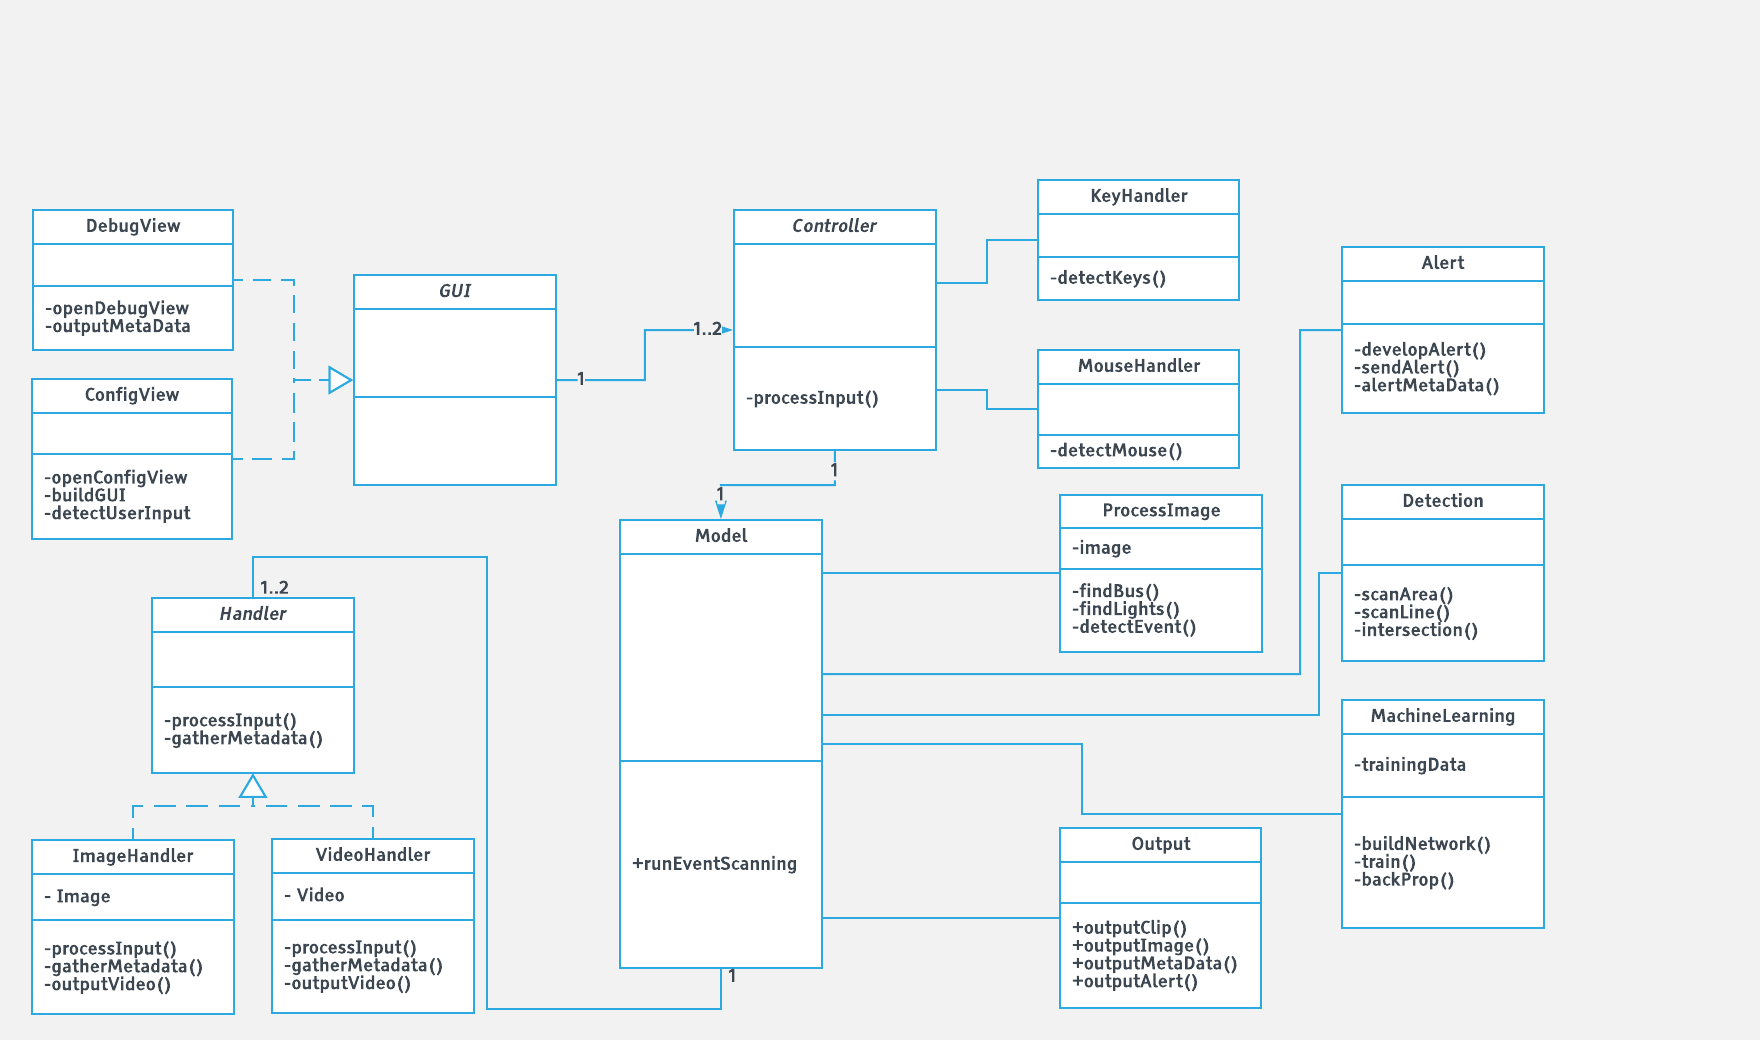 DebugView
-openDebugView
-outputMetaData
ConfigView
-openConfigView
-buildGUI
-detectUserInput
GUI
1
1..2
Controller
-processInput()
1
1
KeyHandler
-detectKeys()
MouseHandler
-detectMouse()
Alert
-developAlert()
-sendAlert()
-alertMetaData()
Model
+runEventScanning
1
ProcessImage
-image
-findBus()
-findLights()
-detectEvent()
Detection
-scanArea()
-scanLine()
-intersection()
MachineLearning
-trainingData
-buildNetwork()
-train()
-backProp()
Output
+outputClip()
+outputImage()
+outputMetaData()
+outputAlert()
1..2
Handler
-processInput()
-gatherMetadata()
ImageHandler
- Image
-processInput()
-gatherMetadata()
-outputVideo()
VideoHandler
- Video
-processInput()
-gatherMetadata()
-outputVideo()